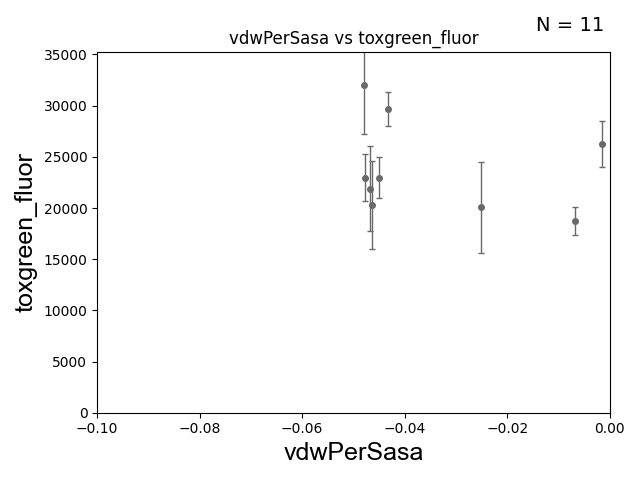 N = 11
vdwPerSasa vs toxgreen_fluor
35000
30000
25000
20000
15000
10000
5000
0
toxgreen_fluor
−0.10 −0.08 −0.06 −0.04 −0.02 0.00
vdwPerSasa